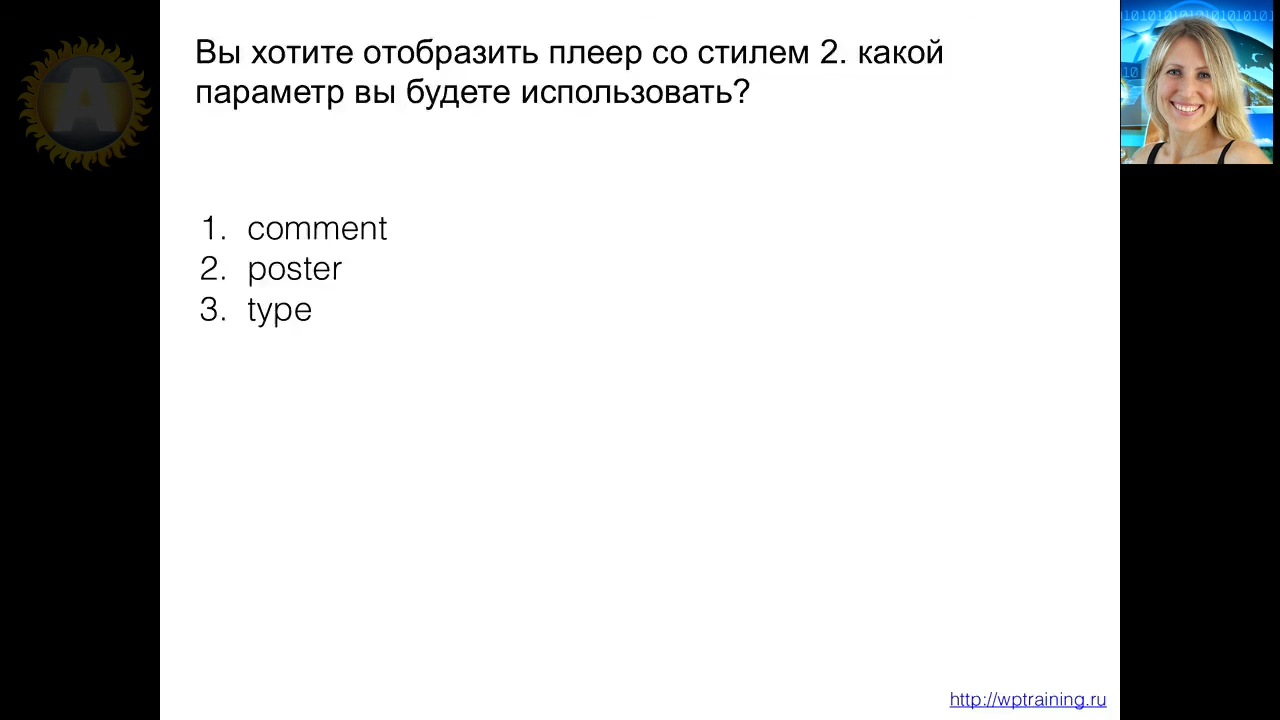 Вы хотите отобразить плеер со стилем 2. какой
параметр вы будете использовать?
1. comment
2. poster
3. type
http://wptraining.ru
A